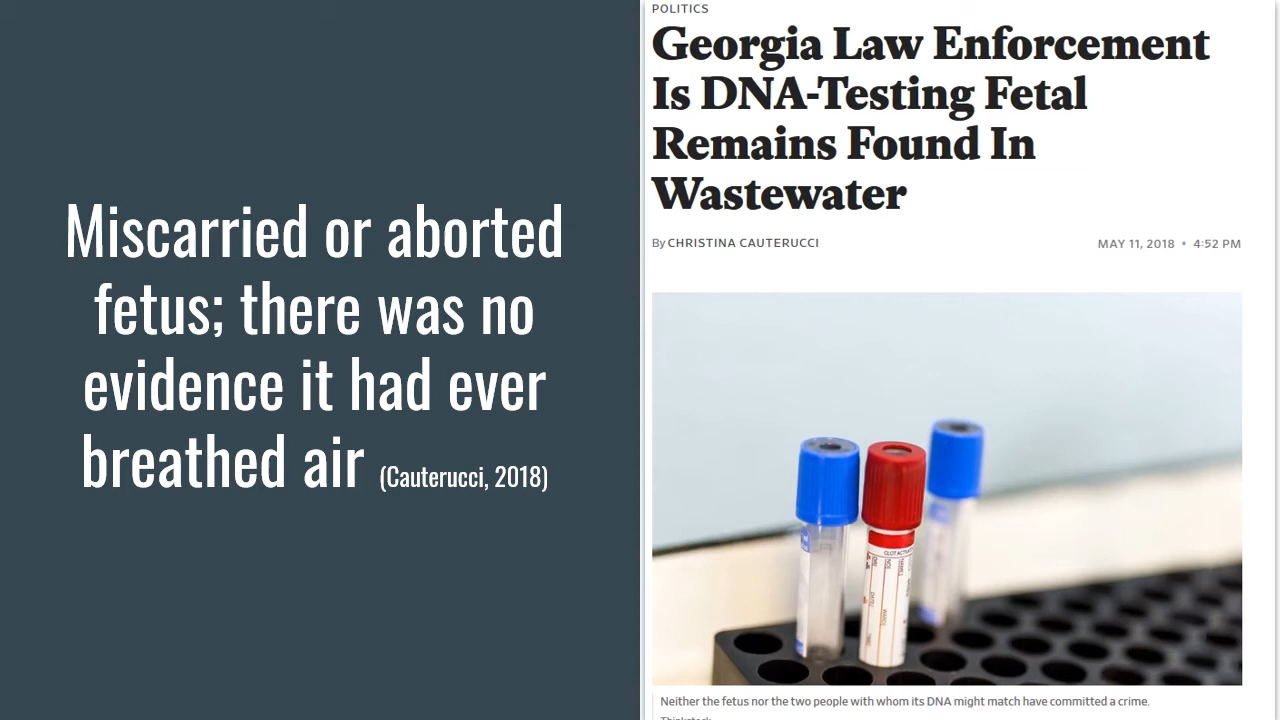 Miscarried or aborted
fetus; there was no
evidence it had ever
breathed air (Cauterucci, 2018)
POLITICS
Georgia Law Enforcement
Is DNA-Testing Fetal
Remains Found In
Wastewater
By CHRISTINA CAUTERUCCI
MAY 11, 2018 • 4:52 PM
Neither the fetus nor the two people with whom its DNA might match have committed a crime.